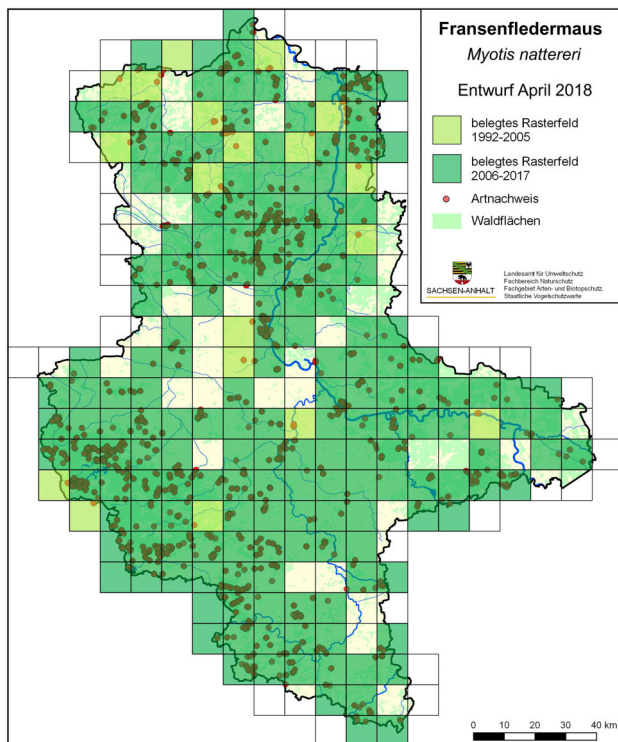 Fransenfledermaus
Myotis nattereri
Entwurf April 2018
belegtes Rasterfeld
1992-2005
belegtes Rasterfeld
2006-2017
Artnachweis
Waldflächen
SACHSEN-ANHALT
Landesamt für Umweltschutz
Fachbereich Naturschutz
Fachgebiet Arten- und Biotopschutz,
Staatliche Vogelschutzwarte
0 10 20 30 40 km